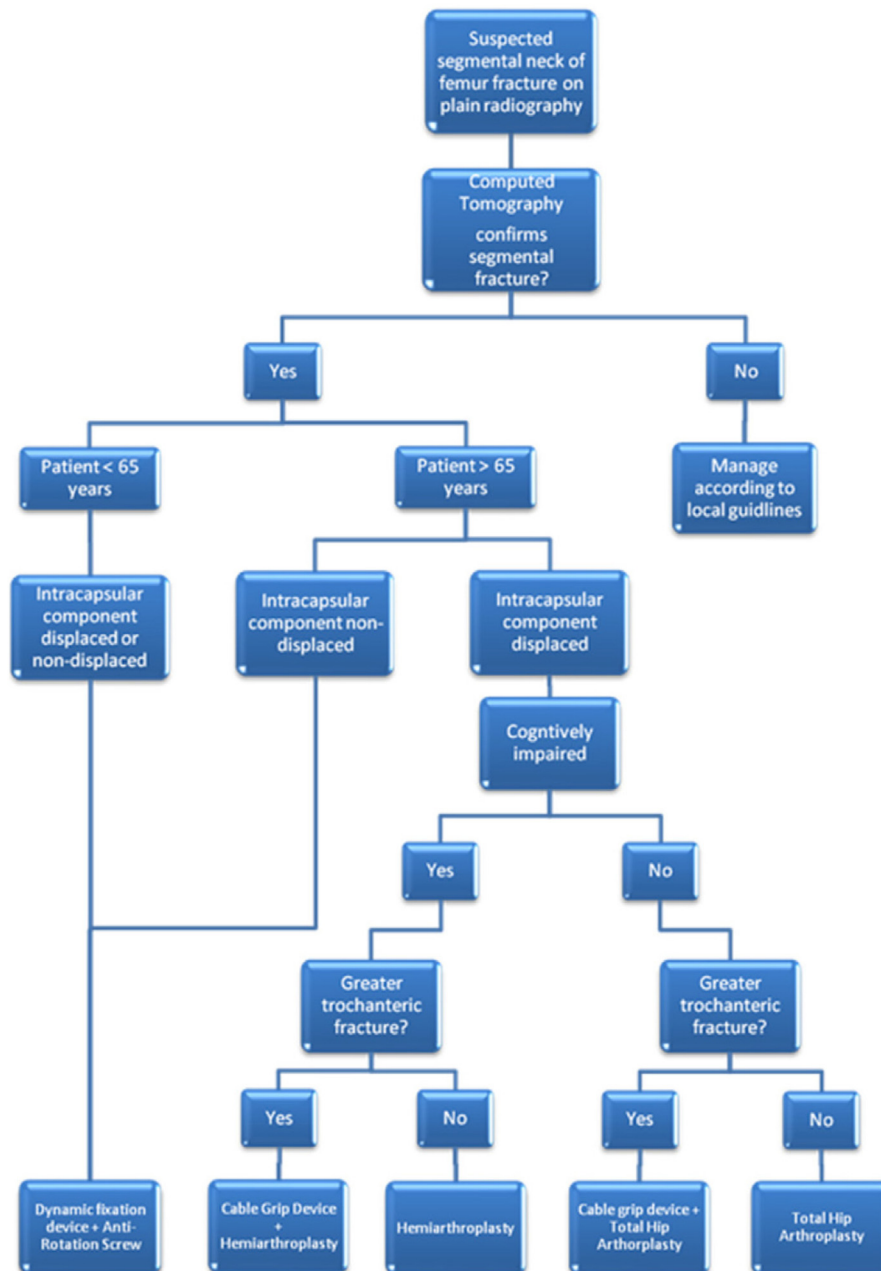 Suspected
segmental neck of
femur fracture on
plain radiography
Computed
Tomography
confirms
segmental
fracture?
Yes
No
Patient < 65
years
Patient > 65
years
Manage
according to
local guidlines
Intracapsular
component
displaced or
non-displaced
Intracapsular
component non-
displaced
Intracapsular
component
displaced
Cogntively
impaired
Yes
No
Greater
trochanteric
fracture?
Greater
trochanteric
fracture?
Yes
No
Yes
No
Dynamic fixation
device + Anti-
Rotation Screw
Cable Grip Device
+
Hemiarthroplasty
Hemiarthroplasty
Cable grip device +
Total Hip
Arthorplasty
Total Hip
Arthroplasty